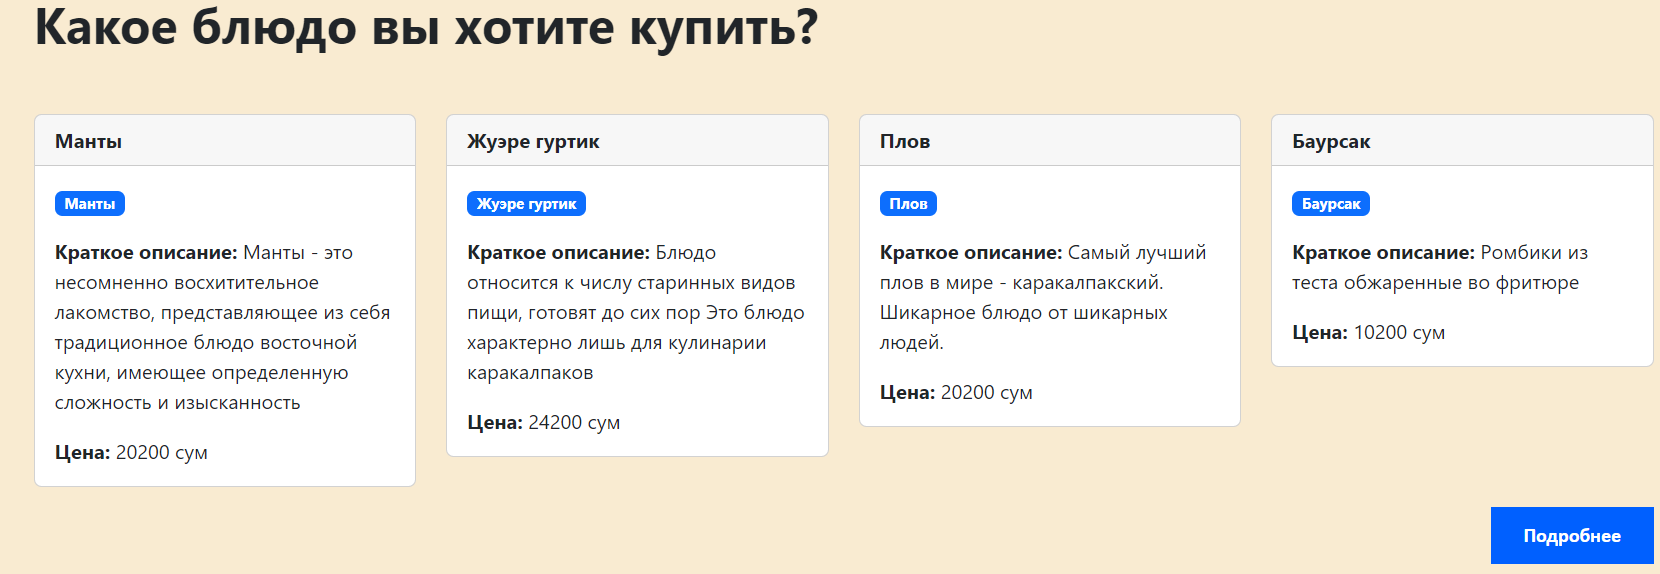 Какое блюдо вы хотите купить?
Манты
Манты
Краткое описание: Манты - это
несомненно восхитительное
лакомство, представляющее из себя
традиционное блюдо восточной
кухни, имеющее определенную
сложность и изысканность
Цена: 20200 сум
Жуэре гуртик
Жуэре гуртик
Краткое описание: Блюдо
относится к числу старинных видов
пищи, готовят до сих пор Это блюдо
характерно лишь для кулинарии
каракалпаков
Цена: 24200 сум
Плов
Плов
Краткое описание: Самый лучший
плов в мире - каракалпакский.
Шикарное блюдо от шикарных
людей.
Цена: 20200 сум
Баурсак
Баурсак
Краткое описание: Ромбики из
теста обжаренные во фритюре
Цена: 10200 сум
Подробнее